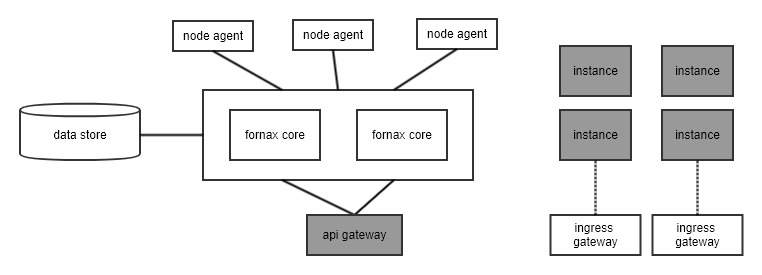 node agent
node agent
node agent
data store
fornax core
fornax core
api gateway
instance
instance
instance
instance
ingress
gateway
ingress
gateway